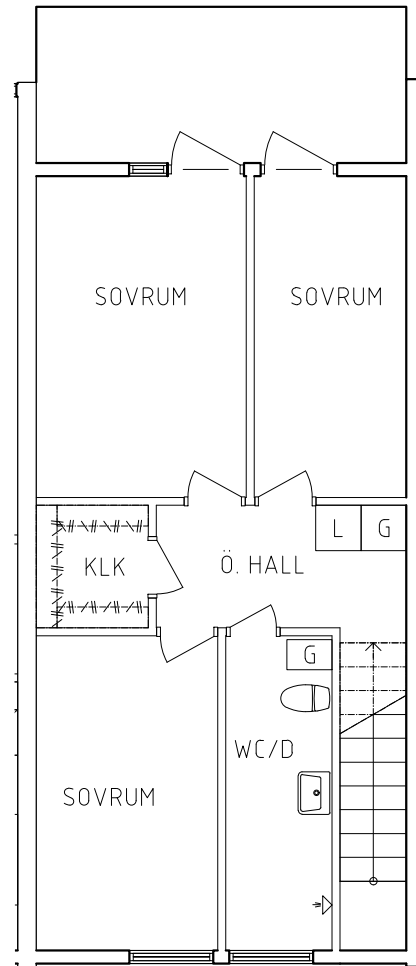 SOVRUM
SOVRUM
L
G
KLK
Ö. HALL
G
WC/D
SOVRUM